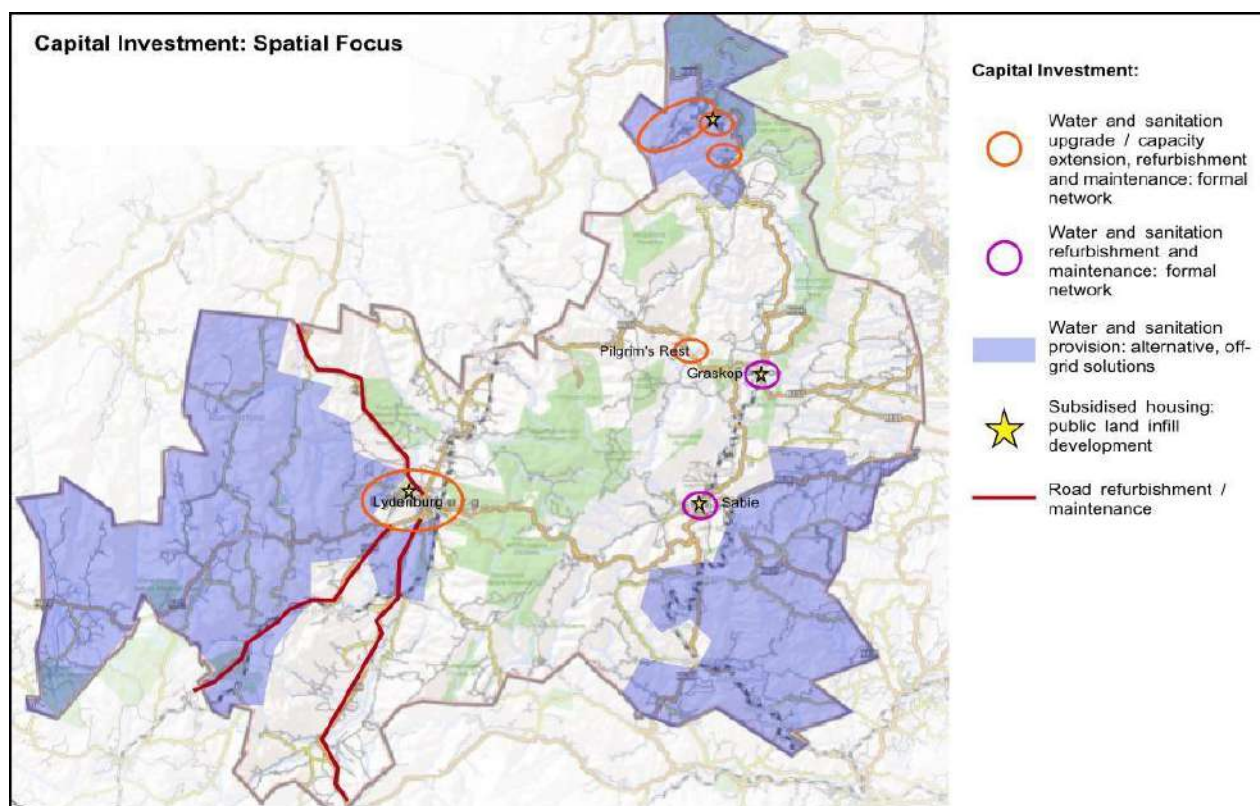 Capital Investment: Spatial Focus
Capital Investment:
Water and sanitation
upgrade / capacity
extension, refurbishment
and maintenance: formal
network
Water and sanitation
refurbishment and
maintenance: formal
network
Water and sanitation
provision: alternative, off-
grid solutions
Subsidised housing:
public land infill
development
Road refurbishment /
maintenance
Pilgrim's Rest
Graskop
Lydenburg
Sabie